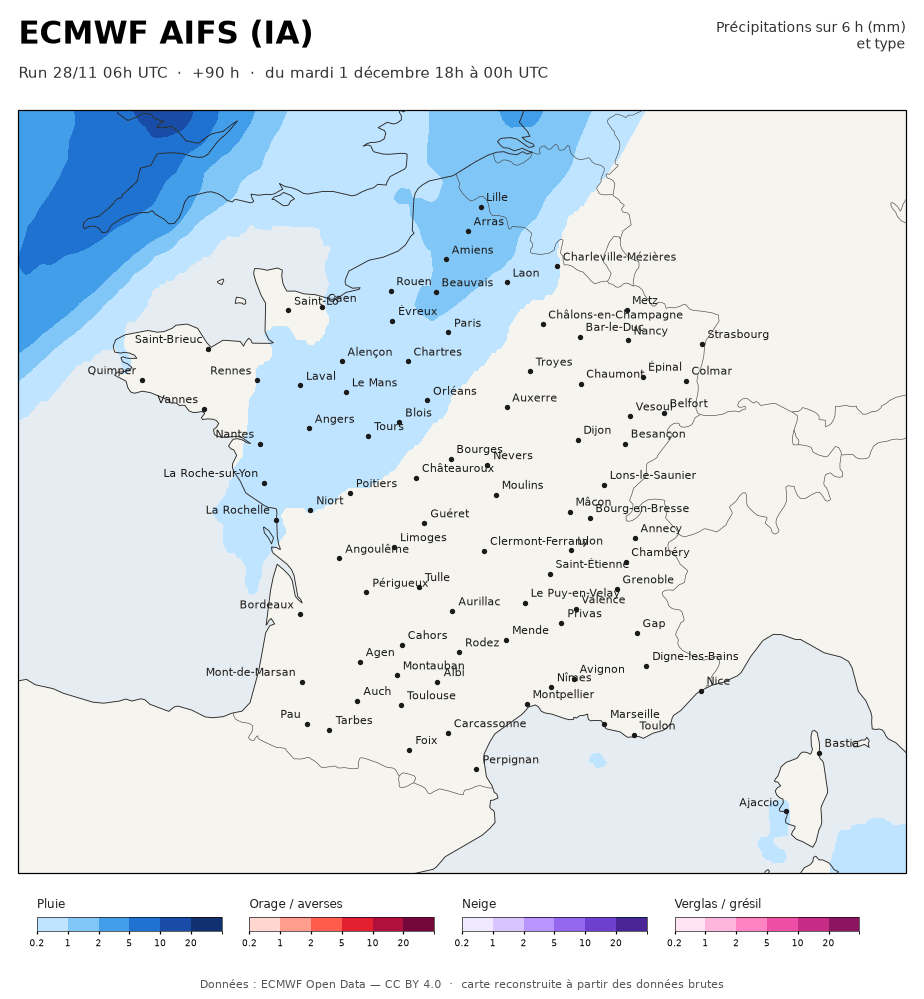 ECMWF AIFS (IA)
Précipitations sur 6 h (mm)
et type
Run 28/11 06h UTC · +90 h · du mardi 1 décembre 18h à 00h UTC
Lille
Arras
Amiens
Charleville-Mézières
Laon
Rouen
Beauvais
Saint-Lô
Caen
Metz
Évreux
Châlons-en-Champagne
Paris
Bar-le-Duc
Nancy
Strasbourg
Saint-Brieuc
Alençon
Chartres
Troyes
Quimper
Rennes
Laval
Le Mans
Chaumont
Épinal
Colmar
Vannes
Orléans
Auxerre
Vesoul
Belfort
Angers
Blois
Tours
Nantes
Dijon
Besançon
Bourges
Nevers
La Roche-sur-Yon
Châteauroux
Lons-le-Saunier
Poitiers
Moulins
La Rochelle
Niort
Mâcon
Bourg-en-Bresse
Guéret
Annecy
Limoges
Angoulême
Clermont-Ferrand
Lyon
Chambéry
Saint-Étienne
Périgueux
Tulle
Grenoble
Le Puy-en-Velay
Valence
Bordeaux
Aurillac
Privas
Gap
Cahors
Rodez
Mende
Agen
Digne-les-Bains
Mont-de-Marsan
Montauban
Albi
Nîmes
Avignon
Nice
Auch
Toulouse
Montpellier
Pau
Tarbes
Carcassonne
Marseille
Toulon
Foix
Perpignan
Bastia
Ajaccio
Pluie
Orage / averses
Neige
Verglas / grésil
0.2 1 2 5 10 20
0.2 1 2 5 10 20
0.2 1 2 5 10 20
0.2 1 2 5 10 20
Données : ECMWF Open Data — CC BY 4.0 · carte reconstruite à partir des données brutes